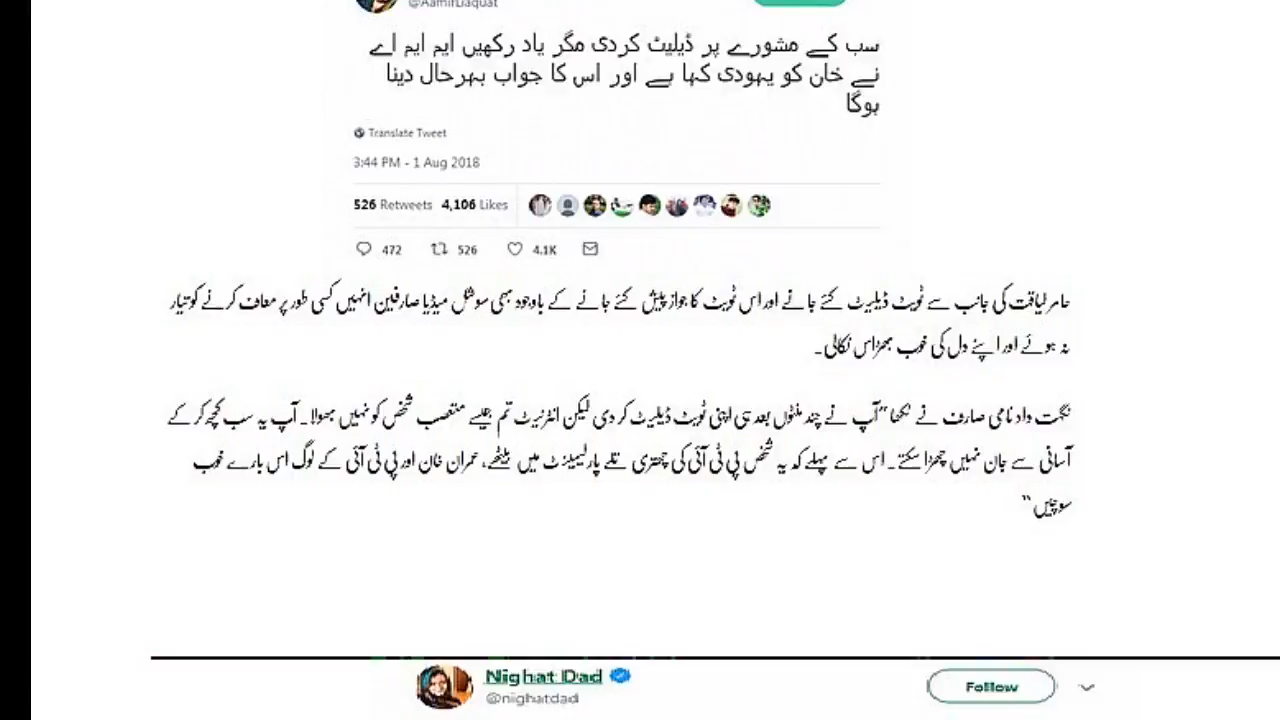 @AamirLiaquat
سب کے مشورے پر ڈیلیٹ کردی مگر یاد رکھیں ایم ایم اے
نے خان کو یہودی کہا ہے اور اس کا جواب بہرحال دینا
ہوگا
Translate Tweet
3:44 PM - 1 Aug 2018
526 Retweets 4,106 Likes
472 526 4.1K
عامر لیاقت کی جانب سے ٹویٹ ڈیلیٹ کئے جانے اور اس ٹویٹ کا جواز پیش کئے جانے کے باوجود بھی سوشل میڈیا صارفین انہیں کسی طور پر معاف کرنے کو تیار
نہ ہوئے اور اپنے دل کی خوب بھڑاس نکالی۔
نگہت داد نامی صارف نے لکھا ”آپ نے چند منٹوں بعد ہی اپنی ٹویٹ ڈیلیٹ کر دی لیکن انٹرنیٹ تم جیسے متعصب شخص کو نہیں بھولا۔ آپ یہ سب کچھ کر کے
آسانی سے جان نہیں چھڑا سکتے۔ اس سے پہلے کہ یہ شخص پی ٹی آئی کی چھتری تلے پارلیمینٹ میں بیٹھے، عمران خان اور پی ٹی آئی کے لوگ اس بارے خوب
سوچیں“
Nighat Dad
Follow
@nighatdad